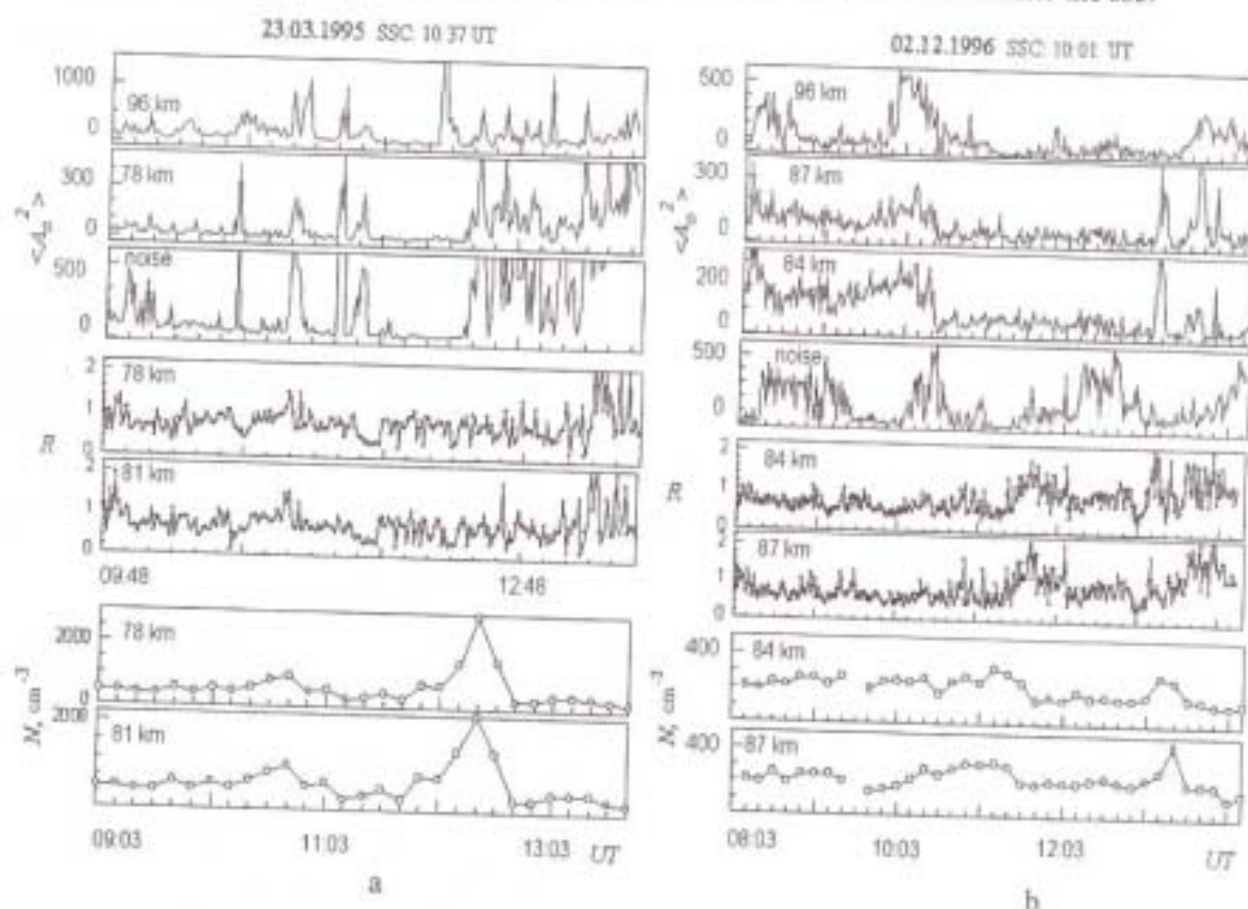 23.03.1995 SSC: 10:37 UT
1000
0
96 km
300
0
78 km
<A_o^2>
500
0
noise
2
1
0
78 km
R
2
1
0
81 km
09:48 12:48
2000
0
78 km
N, cm^-3
2000
81 km
09:03 11:03 13:03 UT
a
02.12.1996 SSC: 10:01 UT
500
0
96 km
300
0
87 km
<A_o^2>
200
0
84 km
500
0
noise
2
1
0
84 km
R
2
1
0
87 km
400
84 km
N, cm^-3
400
87 km
08:03 10:03 12:03
UT
b